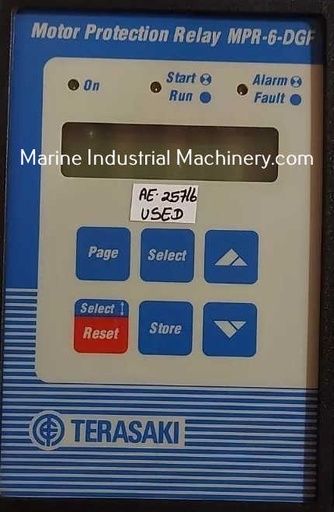 Motor Protection Relay MPR-6-DGF
On
Start
Run
Alarm
Fault
Marine Industrial Machinery.com
AE-25716
USED
Page
Select
Select ↕
Reset
Store
TERASAKI